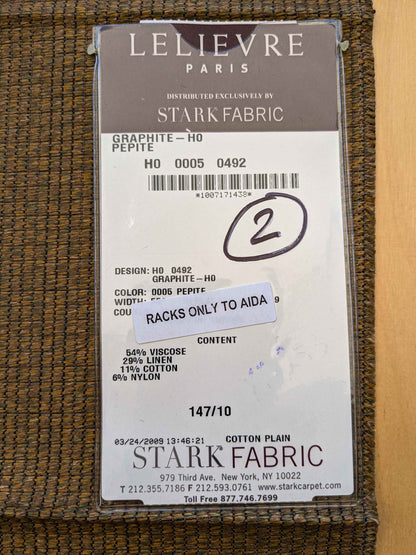 LELIEVRE
PARIS
DISTRIBUTED EXCLUSIVELY BY
STARK FABRIC
GRAPHITE-H0
PEPITE
H0 0005 0492
*1007171438*
2
DESIGN: H0 0492
GRAPHITE-H0
COLOR: 0005 PEPITE
WIDTH:
RACKS ONLY TO AIDA
CONTENT
54% VISCOSE
29% LINEN
11% COTTON
6% NYLON
147/10
03/24/2009 13:46:21 COTTON PLAIN
STARK FABRIC
979 Third Ave. New York, NY 10022
T 212.355.7186 F 212.593.0761 www.starkcarpet.com
Toll Free 877.746.7699